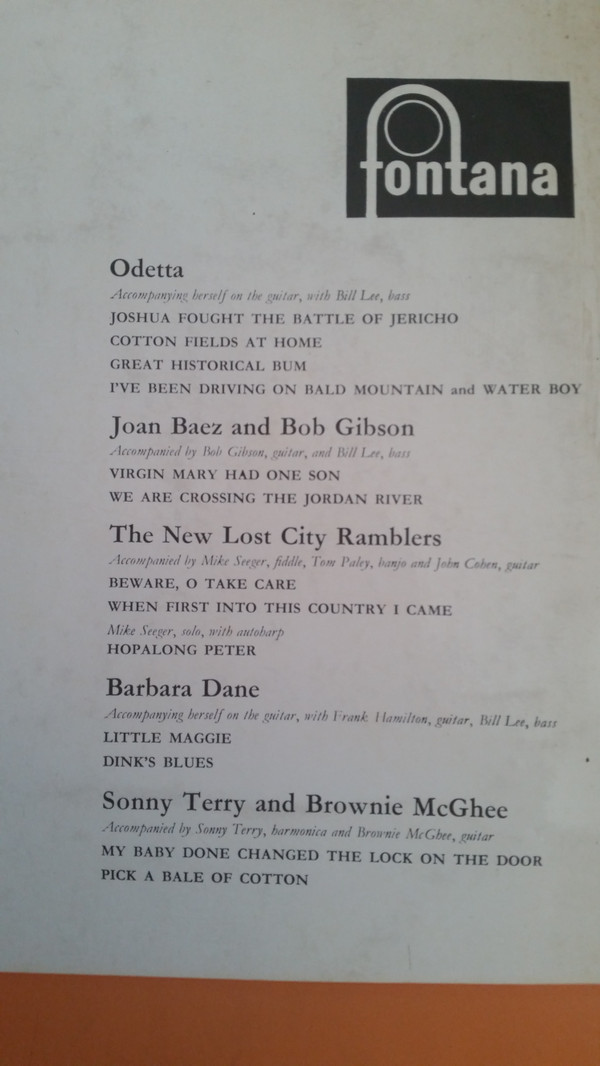 fontana
Odetta
Accompanying herself on the guitar, with Bill Lee, bass
JOSHUA FOUGHT THE BATTLE OF JERICHO
COTTON FIELDS AT HOME
GREAT HISTORICAL BUM
I'VE BEEN DRIVING ON BALD MOUNTAIN and WATER BOY
Joan Baez and Bob Gibson
Accompanied by Bob Gibson, guitar, and Bill Lee, bass
VIRGIN MARY HAD ONE SON
WE ARE CROSSING THE JORDAN RIVER
The New Lost City Ramblers
Accompanied by Mike Seeger, fiddle, Tom Paley, banjo and John Cohen, guitar
BEWARE, O TAKE CARE
WHEN FIRST INTO THIS COUNTRY I CAME
Mike Seeger, solo, with autoharp
HOPALONG PETER
Barbara Dane
Accompanying herself on the guitar, with Frank Hamilton, guitar, Bill Lee, bass
LITTLE MAGGIE
DINK'S BLUES
Sonny Terry and Brownie McGhee
Accompanied by Sonny Terry, harmonica and Brownie McGhee, guitar
MY BABY DONE CHANGED THE LOCK ON THE DOOR
PICK A BALE OF COTTON